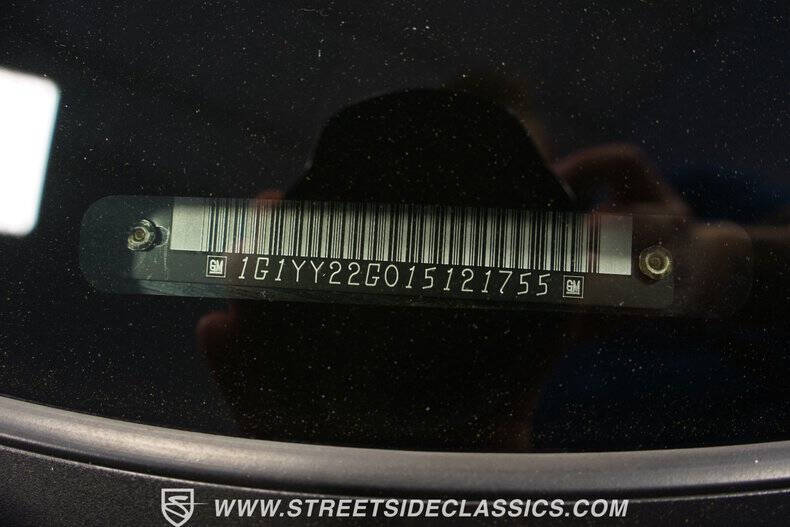 GM 1G1YY22G015121755 GM
WWW.STREETSIDECLASSICS.COM